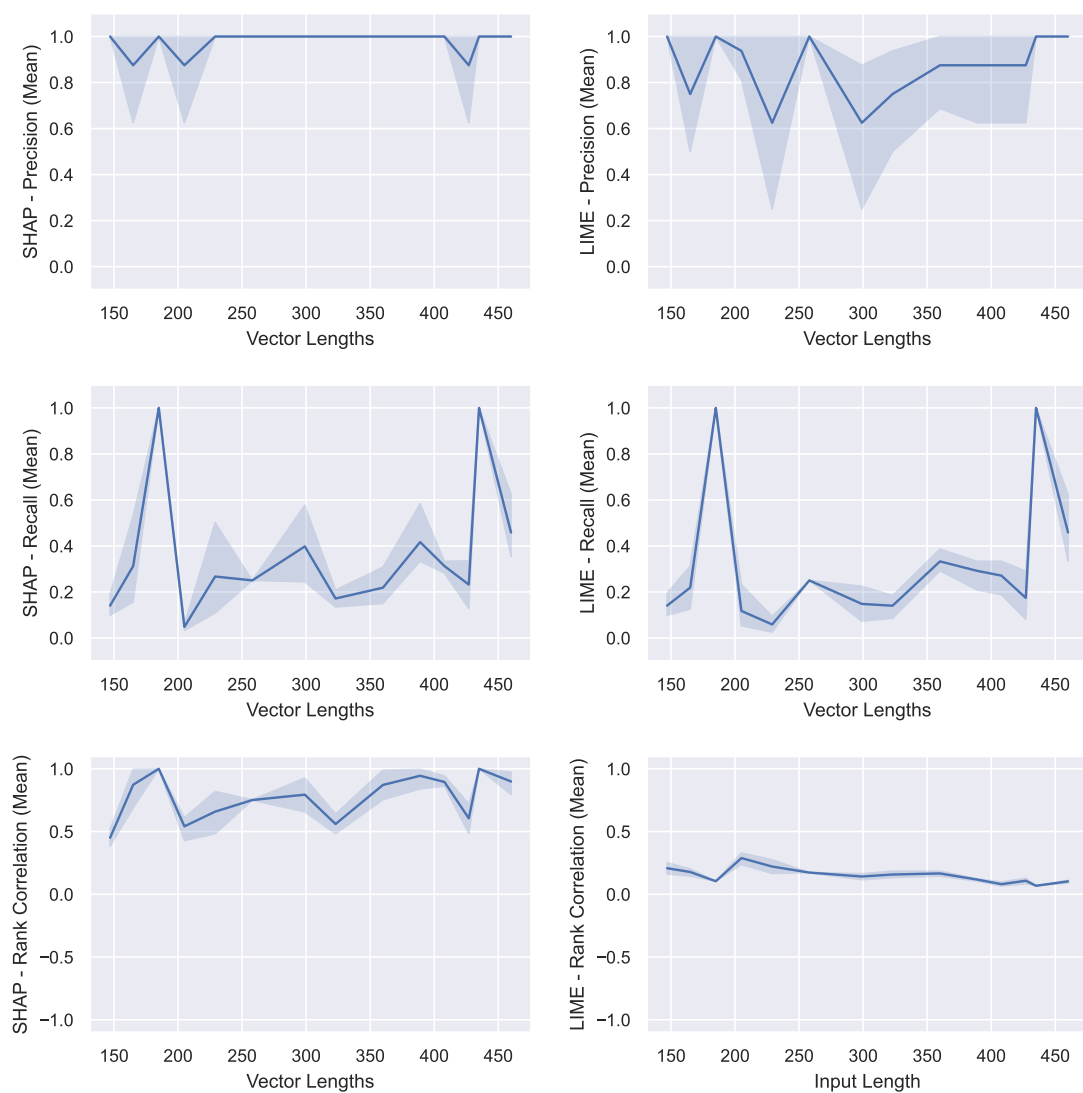 SHAP - Precision (Mean)
1.0
0.8
0.6
0.4
0.2
0.0
150 200 250 300 350 400 450
Vector Lengths
LIME - Precision (Mean)
1.0
0.8
0.6
0.4
0.2
0.0
150 200 250 300 350 400 450
Vector Lengths
SHAP - Recall (Mean)
1.0
0.8
0.6
0.4
0.2
0.0
150 200 250 300 350 400 450
Vector Lengths
LIME - Recall (Mean)
1.0
0.8
0.6
0.4
0.2
0.0
150 200 250 300 350 400 450
Vector Lengths
SHAP - Rank Correlation (Mean)
1.0
0.5
0.0
−0.5
−1.0
150 200 250 300 350 400 450
Vector Lengths
LIME - Rank Correlation (Mean)
1.0
0.5
0.0
−0.5
−1.0
150 200 250 300 350 400 450
Input Length